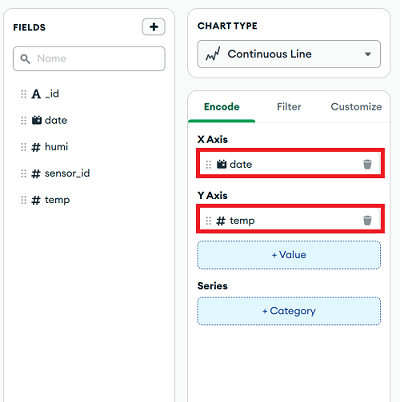 FIELDS
+
Name
A _id
date
# humi
# sensor_id
# temp
CHART TYPE
Continuous Line
Encode Filter Customize
X Axis
date
Y Axis
# temp
+ Value
Series
+ Category